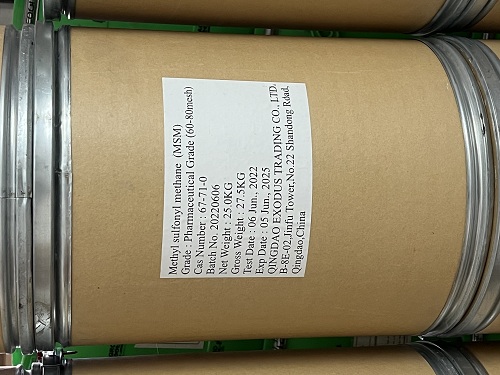 Methyl sulfonyl methane (MSM)
Grade : Pharmaceutical Grade (60-80mesh)
Cas Number : 67-71-0
Batch No. 20220606
Net Weight : 25.0KG
Gross Weight : 27.5KG
Test Date : 06 Jun., 2022
Exp Date : 05 Jun., 2025
QINGDAO EXODUS TRADING CO., LTD.
B-8E-02,Jinfu Tower,No.22 Shandong Rdad,
Qingdao,China